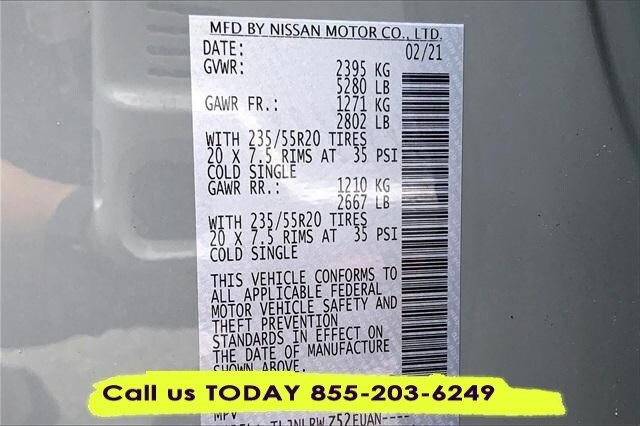 MFD BY NISSAN MOTOR CO., LTD.
DATE: 02/21
GVWR: 2395 KG
5280 LB
GAWR FR.: 1271 KG
2802 LB
WITH 235/55R20 TIRES
20 X 7.5 RIMS AT 35 PSI
COLD SINGLE
GAWR RR.: 1210 KG
2667 LB
WITH 235/55R20 TIRES
20 X 7.5 RIMS AT 35 PSI
COLD SINGLE
THIS VEHICLE CONFORMS TO
ALL APPLICABLE FEDERAL
MOTOR VEHICLE SAFETY AND
THEFT PREVENTION
STANDARDS IN EFFECT ON
THE DATE OF MANUFACTURE
SHOWN ABOVE.
Call us TODAY 855-203-6249
MPV